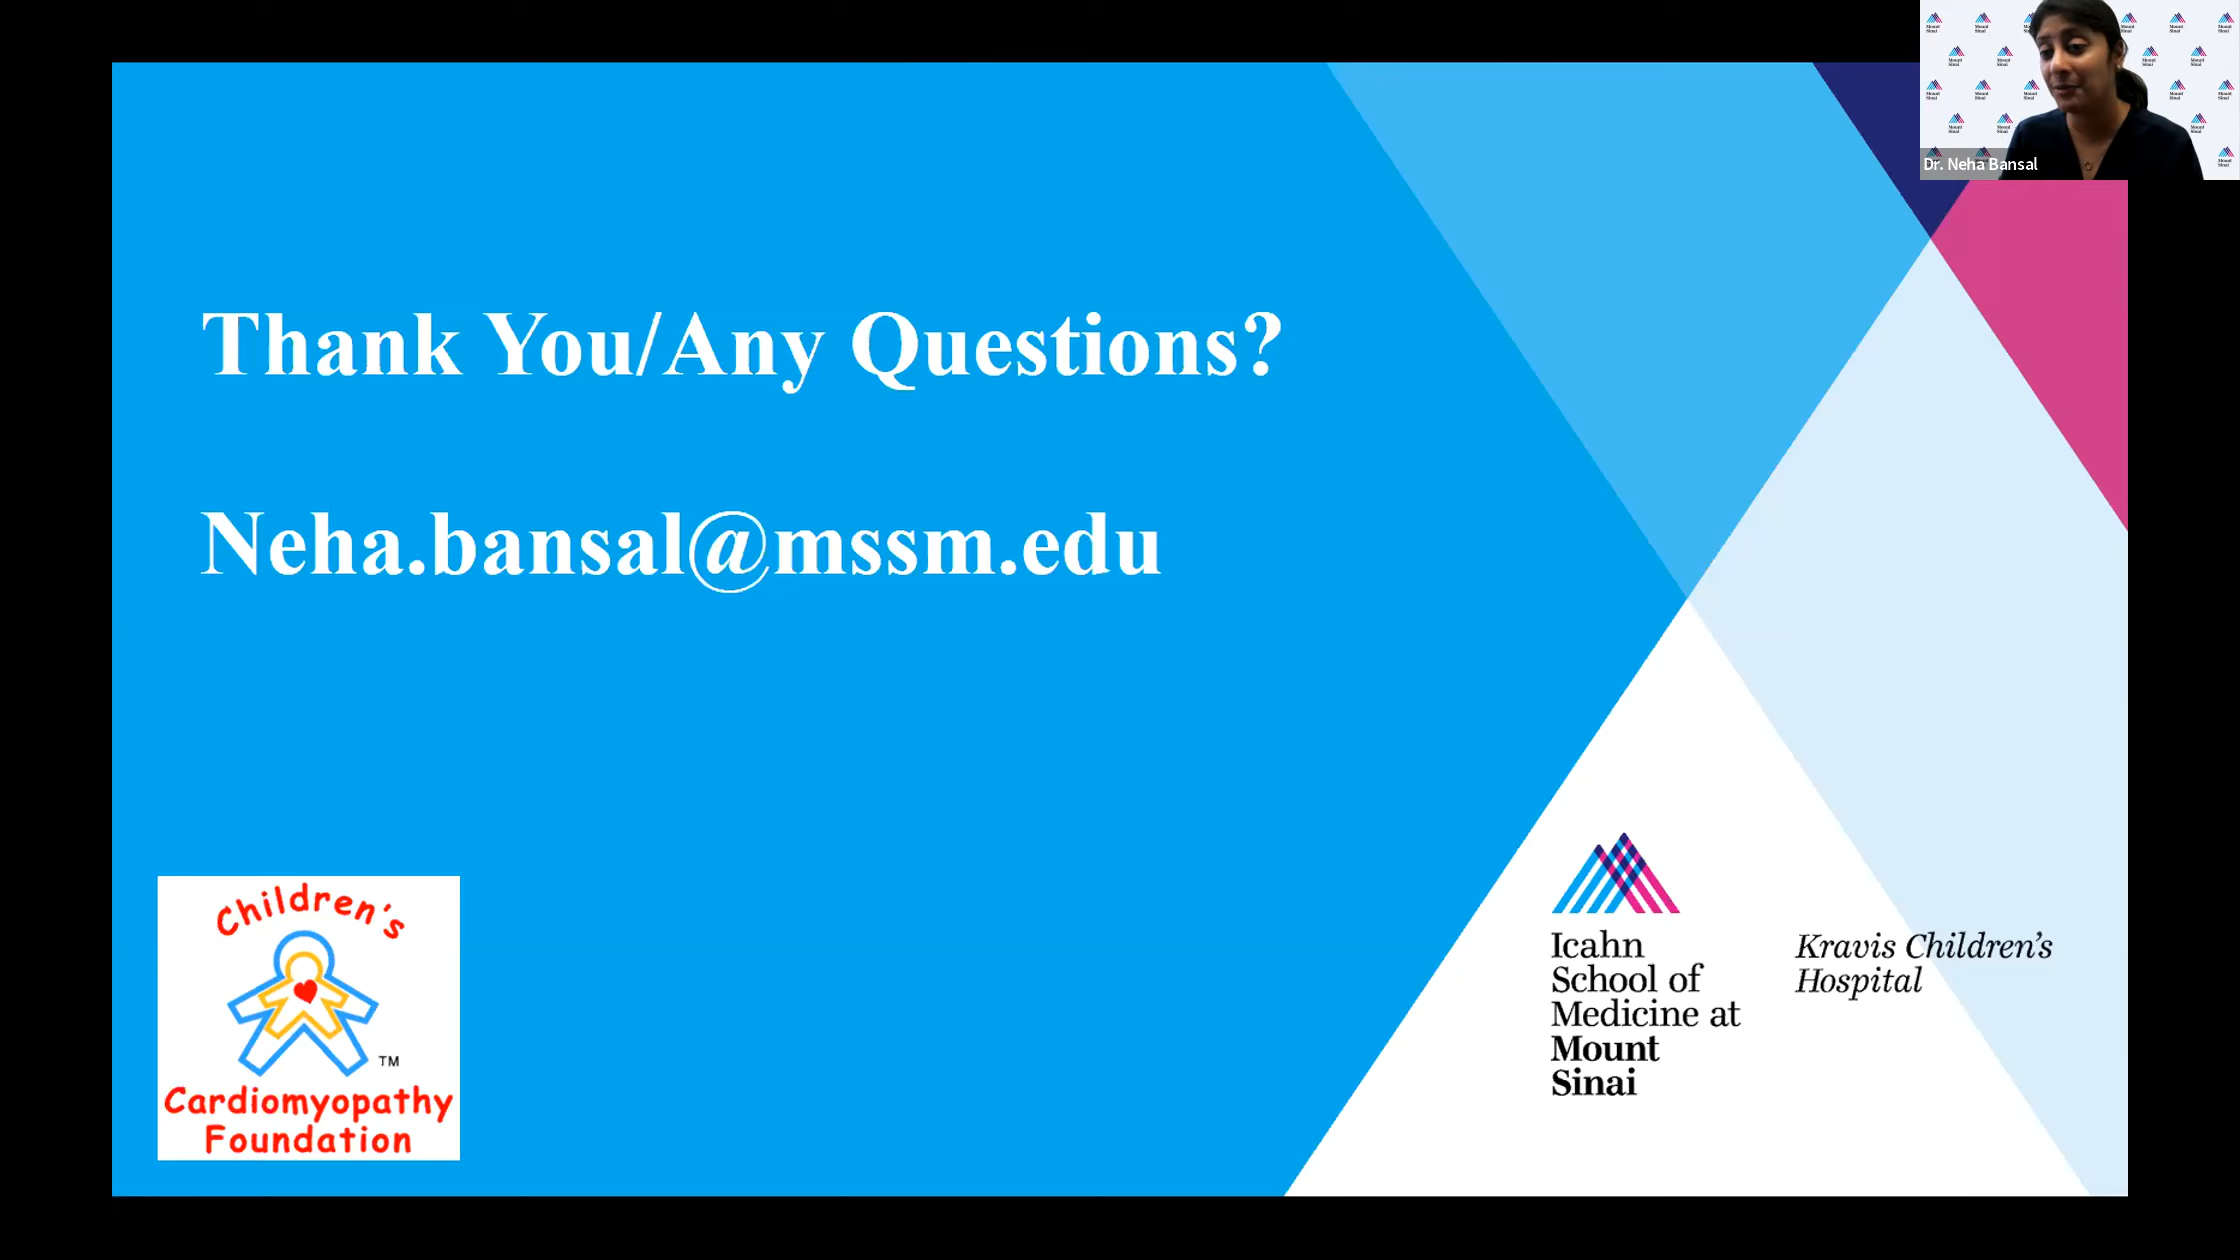 Thank You/Any Questions?
Neha.bansal@mssm.edu
Dr. Neha Bansal
Children's
TM
Cardiomyopathy
Foundation
Icahn
School of
Medicine at
Mount
Sinai
Kravis Children's
Hospital